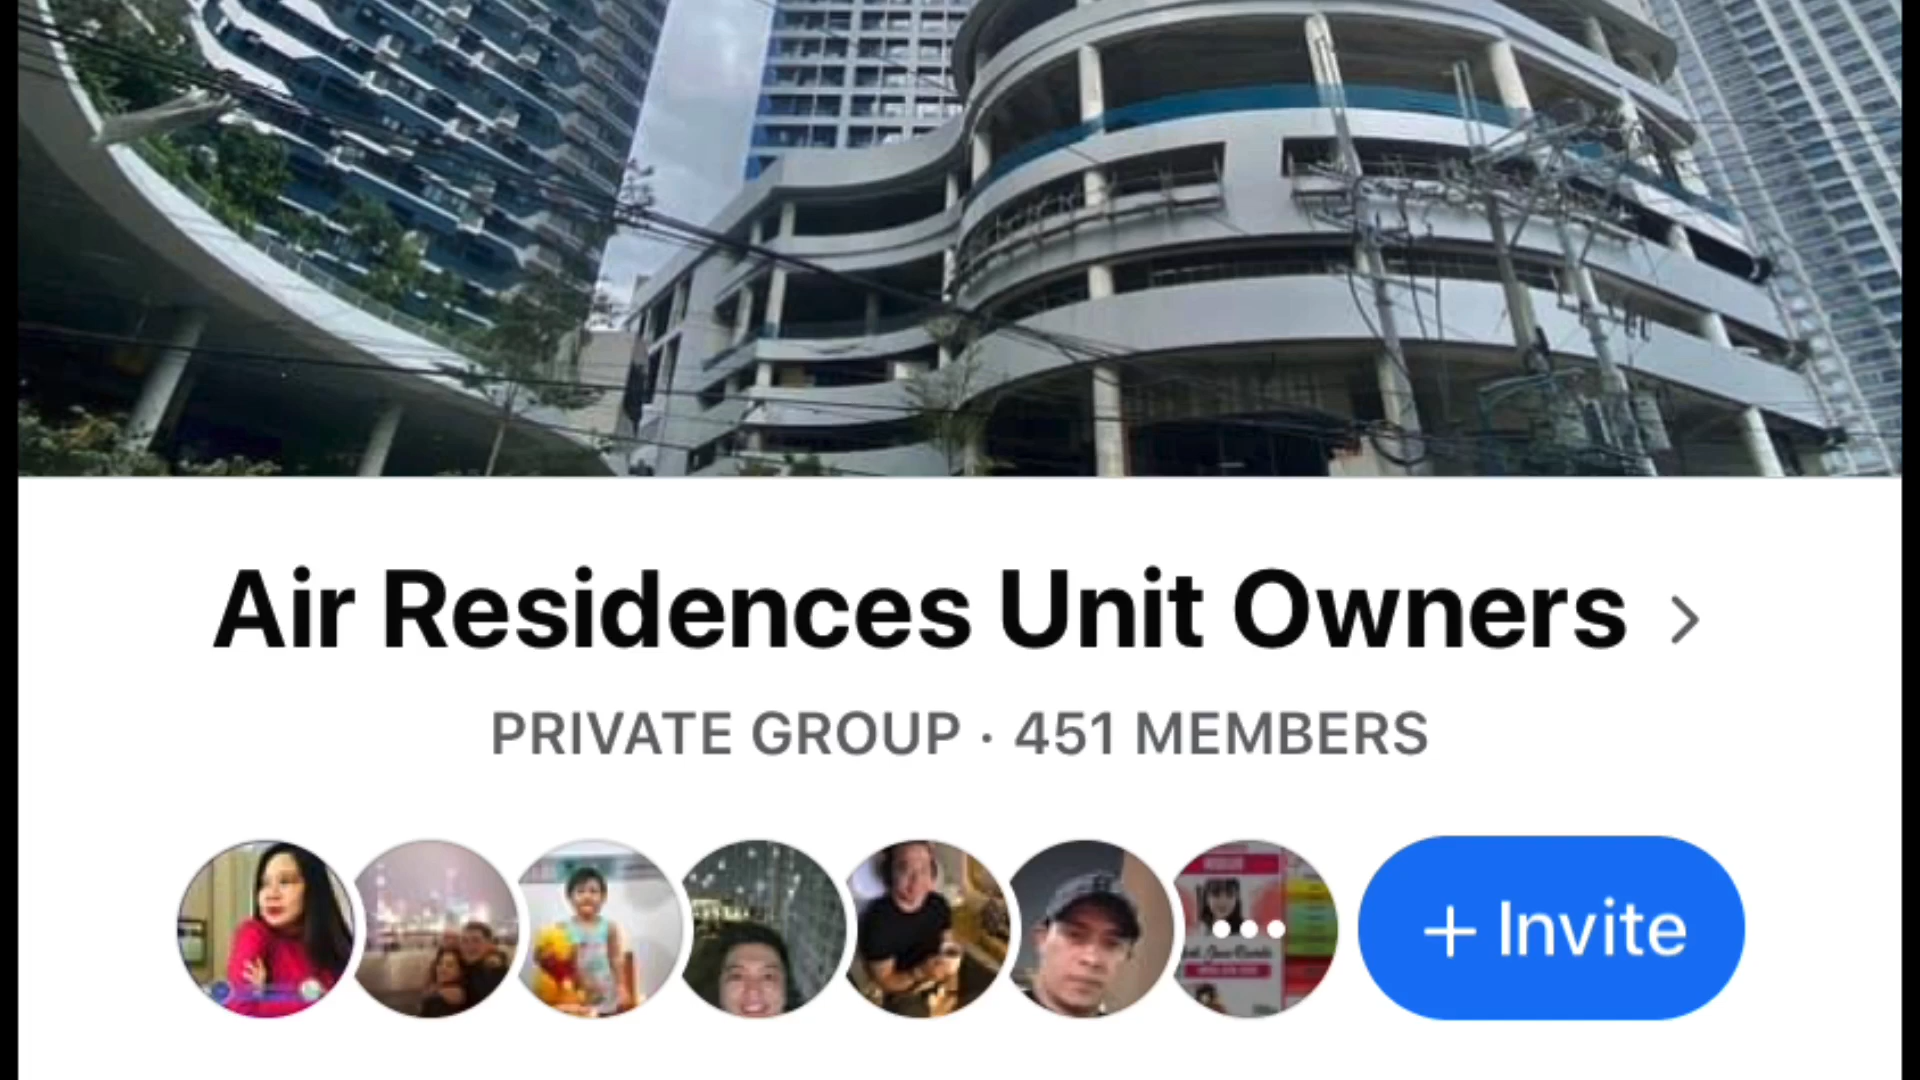 Air Residences Unit Owners
PRIVATE GROUP · 451 MEMBERS
+ Invite